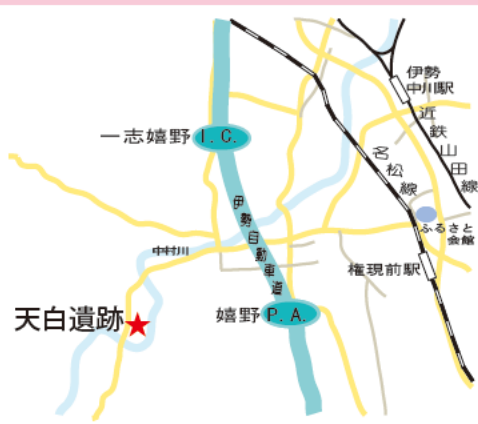 伊勢
中川駅
近鉄山田線
一志嬉野I.C.
名松線
伊勢自動車道
ふるさと
会館
中村川
権現前駅
天白遺跡★
嬉野P.A.